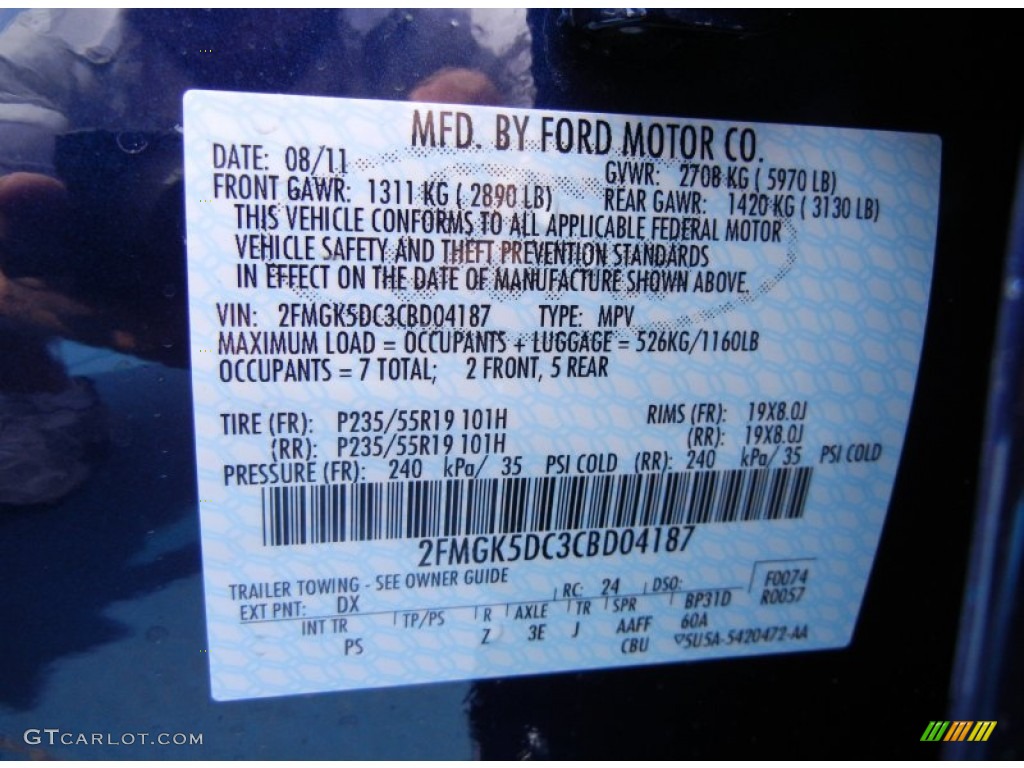 MFD. BY FORD MOTOR CO.
DATE: 08/11 GVWR: 2708 KG ( 5970 LB)
FRONT GAWR: 1311 KG ( 2890 LB) REAR GAWR: 1420 KG ( 3130 LB)
THIS VEHICLE CONFORMS TO ALL APPLICABLE FEDERAL MOTOR
VEHICLE SAFETY AND THEFT PREVENTION STANDARDS
IN EFFECT ON THE DATE OF MANUFACTURE SHOWN ABOVE.
VIN: 2FMGK5DC3CBD04187 TYPE: MPV
MAXIMUM LOAD = OCCUPANTS + LUGGAGE = 526KG/1160LB
OCCUPANTS = 7 TOTAL; 2 FRONT, 5 REAR
TIRE (FR): P235/55R19 101H RIMS (FR): 19X8.0J
(RR): P235/55R19 101H (RR): 19X8.0J
PRESSURE (FR): 240 kPa/ 35 PSI COLD (RR): 240 kPa/ 35 PSI COLD
2FMGK5DC3CBD04187
TRAILER TOWING - SEE OWNER GUIDE
EXT PNT: DX RC: 24 DSO: F0074
INT TR TP/PS R AXLE TR SPR BP31D R0057
PS Z 3E J AAFF 60A
CBU 5U5A-5420472-AA
GTCARLOT.COM